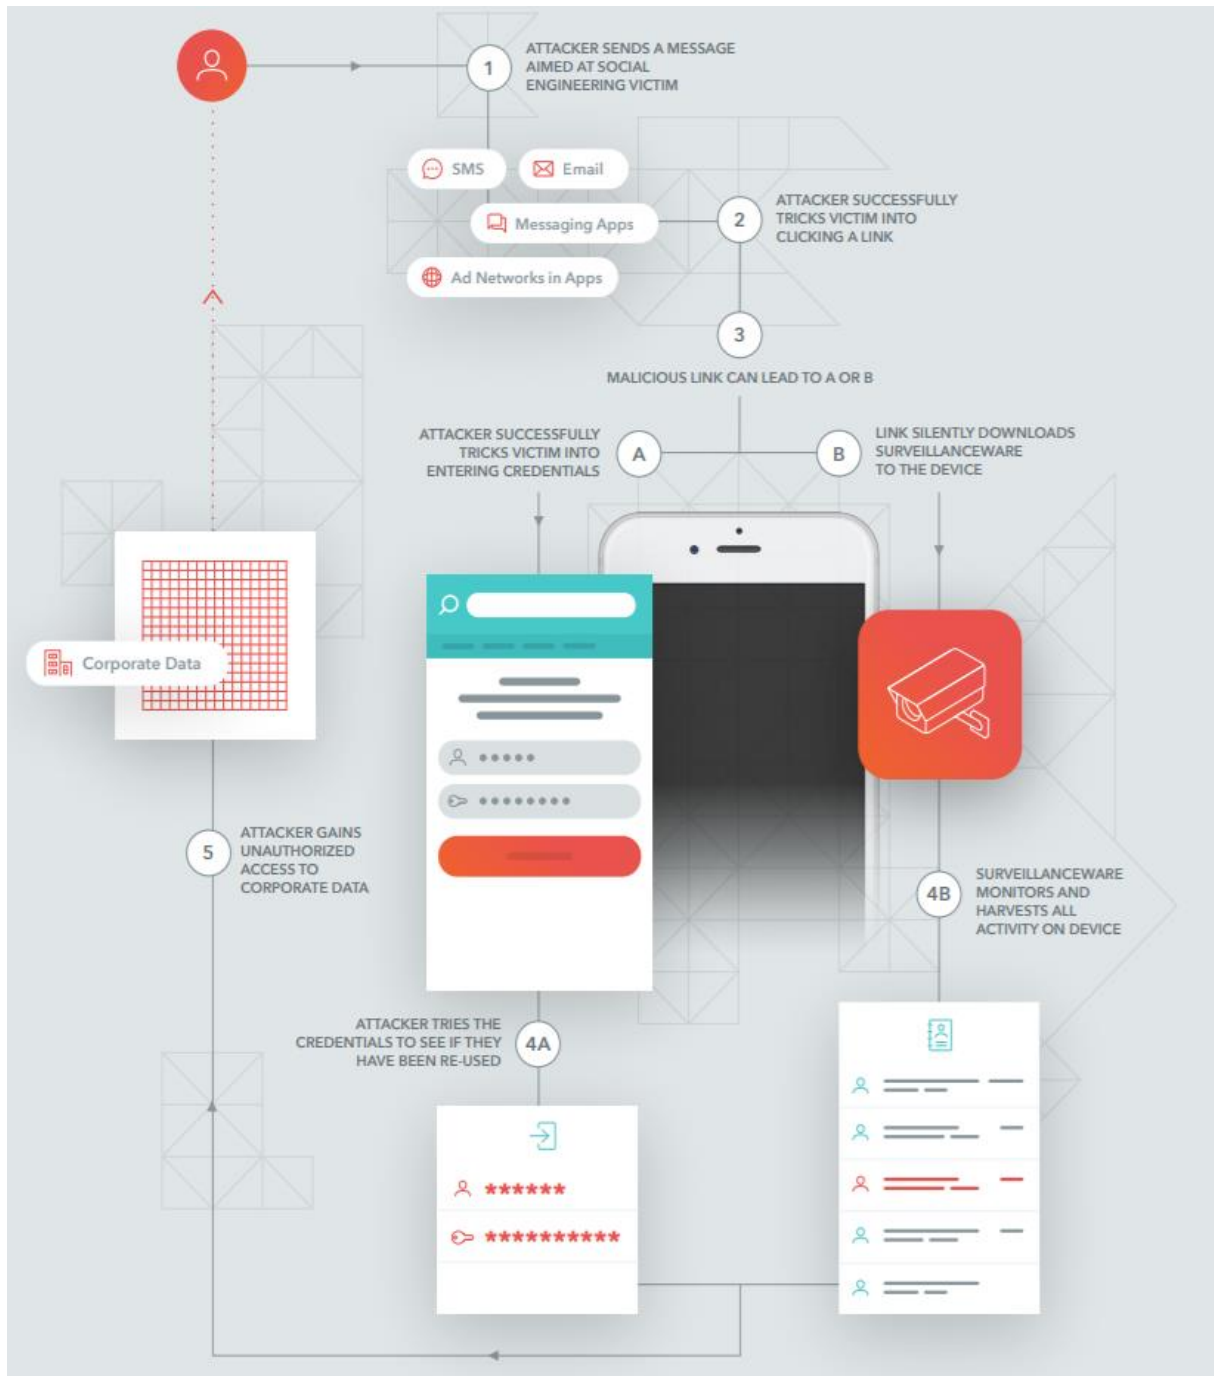 1
ATTACKER SENDS A MESSAGE
AIMED AT SOCIAL
ENGINEERING VICTIM
SMS
Email
Messaging Apps
Ad Networks in Apps
2
ATTACKER SUCCESSFULLY
TRICKS VICTIM INTO
CLICKING A LINK
3
MALICIOUS LINK CAN LEAD TO A OR B
ATTACKER SUCCESSFULLY
TRICKS VICTIM INTO
ENTERING CREDENTIALS
A
B
LINK SILENTLY DOWNLOADS
SURVEILLANCEWARE
TO THE DEVICE
Corporate Data
5
ATTACKER GAINS
UNAUTHORIZED
ACCESS TO
CORPORATE DATA
4B
SURVEILLANCEWARE
MONITORS AND
HARVESTS ALL
ACTIVITY ON DEVICE
ATTACKER TRIES THE
CREDENTIALS TO SEE IF THEY
HAVE BEEN RE-USED
4A
******
**********